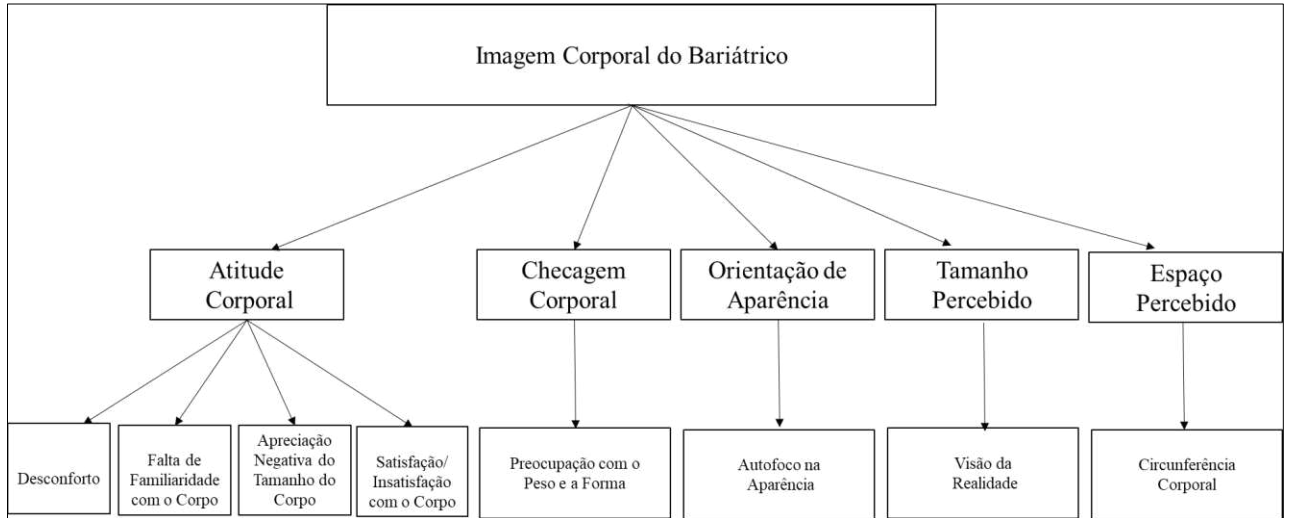 Imagem Corporal do Bariátrico
Atitude
Corporal
Checagem
Corporal
Orientação de
Aparência
Tamanho
Percebido
Espaço
Percebido
Desconforto
Falta de
Familiaridade
com o Corpo
Apreciação
Negativa do
Tamanho do
Corpo
Satisfação/
Insatisfação
com o Corpo
Preocupação com o
Peso e a Forma
Autofoco na
Aparência
Visão da
Realidade
Circunferência
Corporal